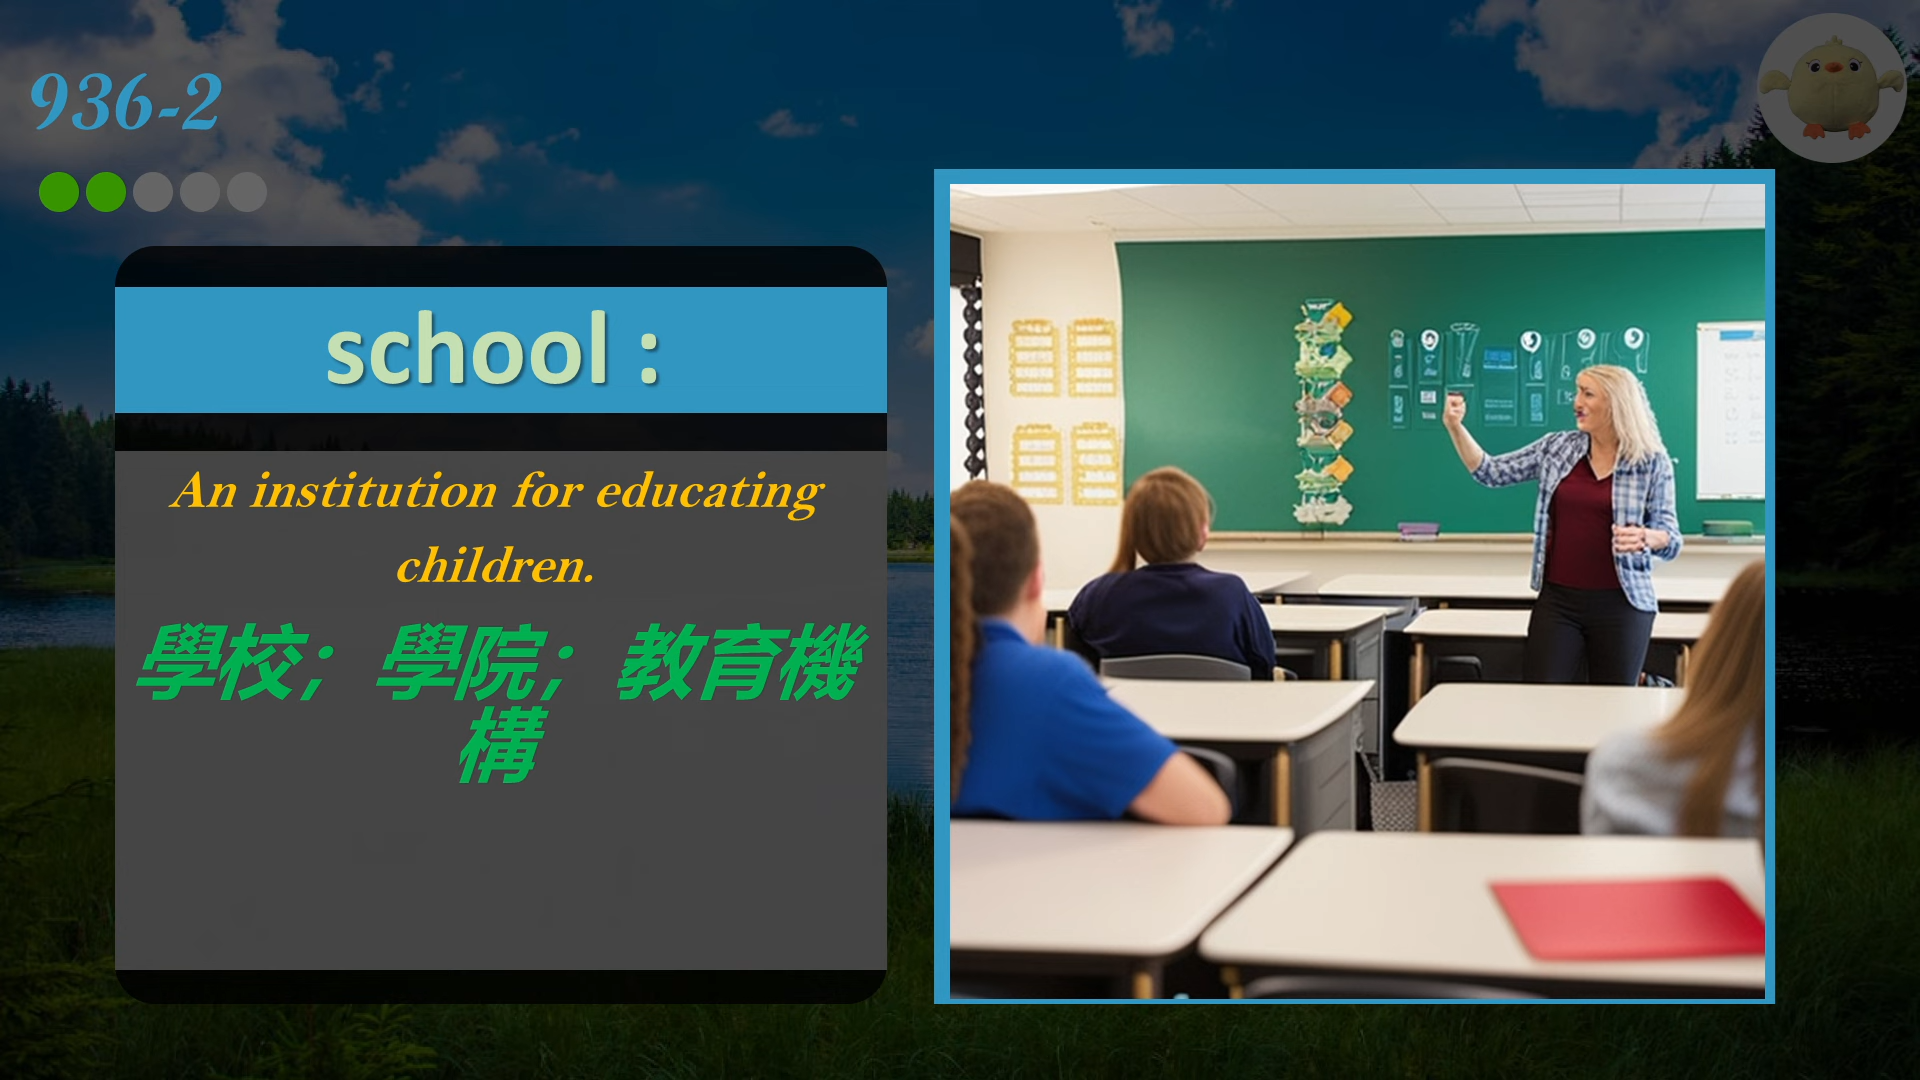 936-2
school :
An institution for educating
children.
學校；學院；教育機
構